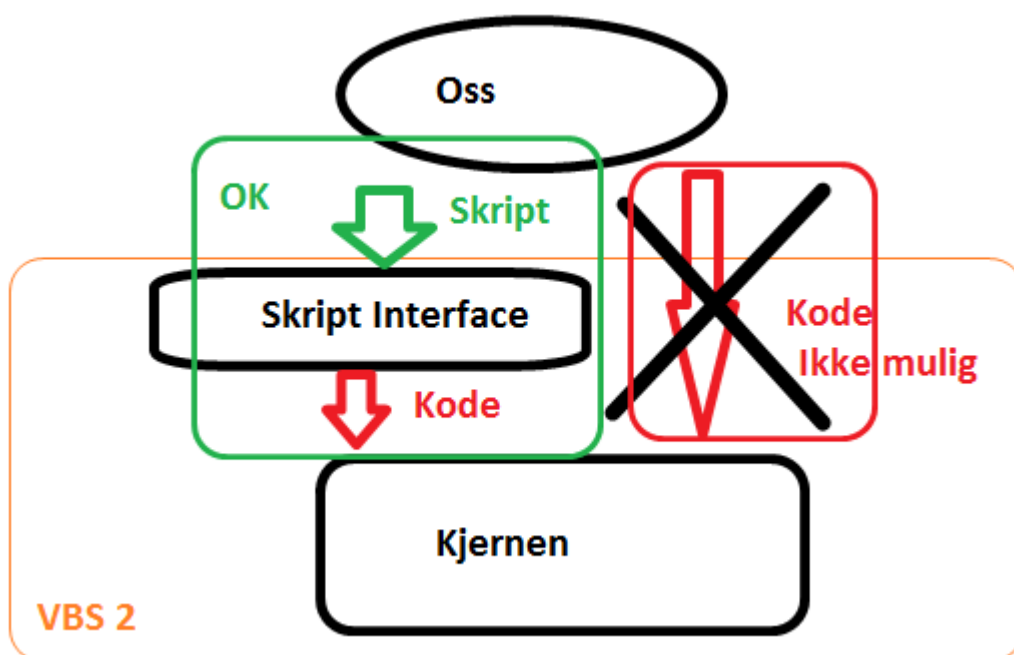 Oss
OK
Skript
Skript Interface
Kode
Ikke mulig
Kode
Kjernen
VBS 2